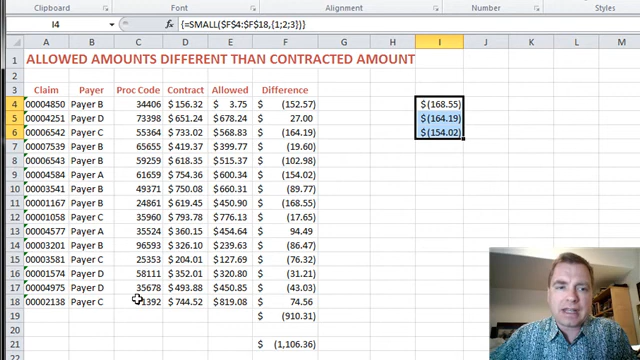 Clipboard Font Alignment Number Styles
I4 {=SMALL($F$4:$F$18,{1;2;3})}
A B C D E F G H I J K L M
1 ALLOWED AMOUNTS DIFFERENT THAN CONTRACTED AMOUNT
2
3 Claim Payer Proc Code Contract Allowed Difference
4 00004850 Payer B 34406 $ 156.32 $ 3.75 $ (152.57) $ (168.55)
5 00004251 Payer D 73398 $ 651.24 $ 678.24 $ 27.00 $ (164.19)
6 00006542 Payer C 55364 $ 733.02 $ 568.83 $ (164.19) $ (154.02)
7 00007539 Payer B 65655 $ 419.37 $ 399.77 $ (19.60)
8 00006543 Payer B 59259 $ 618.35 $ 515.37 $ (102.98)
9 00004584 Payer A 61659 $ 754.36 $ 600.34 $ (154.02)
10 00003541 Payer B 49371 $ 750.08 $ 660.31 $ (89.77)
11 00001167 Payer B 24861 $ 619.45 $ 450.90 $ (168.55)
12 00001058 Payer C 35960 $ 793.78 $ 776.13 $ (17.65)
13 00004577 Payer A 35524 $ 360.15 $ 454.64 $ 94.49
14 00003201 Payer B 96593 $ 326.10 $ 239.63 $ (86.47)
15 00003581 Payer C 25353 $ 204.01 $ 127.69 $ (76.32)
16 00001574 Payer D 58111 $ 352.01 $ 320.80 $ (31.21)
17 00004975 Payer D 35678 $ 493.88 $ 450.85 $ (43.03)
18 00002138 Payer C 1392 $ 744.52 $ 819.08 $ 74.56
19 $ (910.31)
20
21 $ (1,106.36)